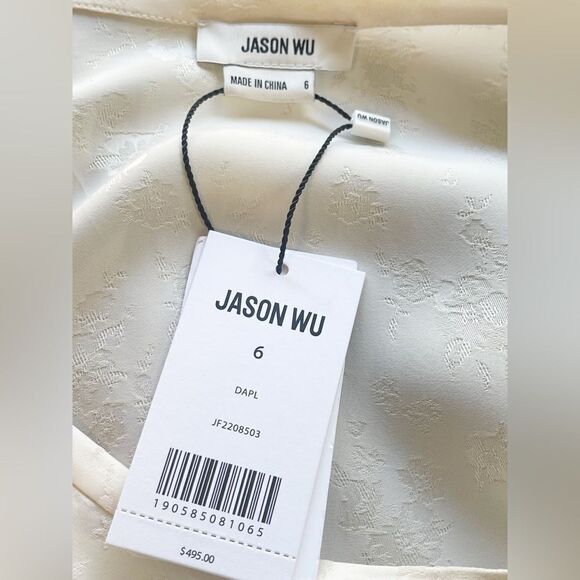 JASON WU
MADE IN CHINA 6
JASON WU
JASON WU
6
DAPL
JF2208503
190585081065
$495.00